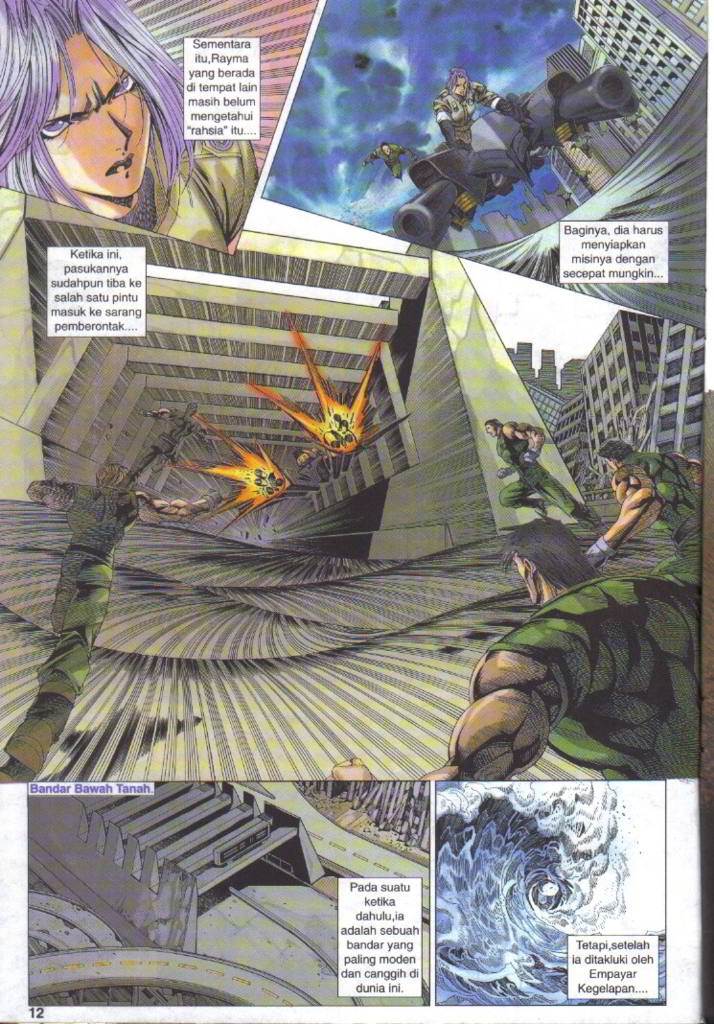 Sementara
itu,Rayma
yang berada
di tempat lain
masih belum
mengetahui
"rahsia" itu....
Baginya, dia harus
menyiapkan
misinya dengan
secepat mungkin...
Ketika ini,
pasukannya
sudahpun tiba ke
salah satu pintu
masuk ke sarang
pemberontak....
Bandar Bawah Tanah.
Pada suatu
ketika
dahulu,ia
adalah sebuah
bandar yang
paling moden
dan canggih di
dunia ini.
Tetapi,setelah
ia ditakluki oleh
Empayar
Kegelapan....
12